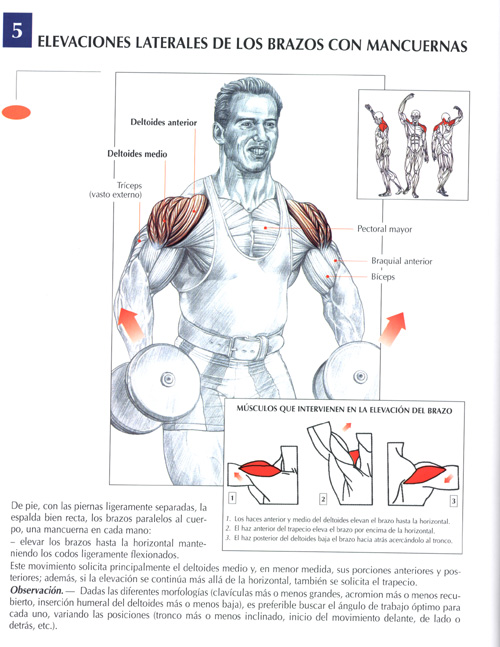 5
ELEVACIONES LATERALES DE LOS BRAZOS CON MANCUERNAS
Deltoides anterior
Deltoides medio
Tríceps
(vasto externo)
Pectoral mayor
Braquial anterior
Bíceps
MÚSCULOS QUE INTERVIENEN EN LA ELEVACIÓN DEL BRAZO
1
2
3
1. Los haces anterior y medio del deltoides elevan el brazo hasta la horizontal.
2. El haz anterior del trapecio eleva el brazo por encima de la horizontal.
3. El haz posterior del deltoides baja el brazo hacia atrás acercándolo al tronco.
De pie, con las piernas ligeramente separadas, la
espalda bien recta, los brazos paralelos al cuer-
po, una mancuerna en cada mano:
– elevar los brazos hasta la horizontal mante-
niendo los codos ligeramente flexionados.
Este movimiento solicita principalmente el deltoides medio y, en menor medida, sus porciones anteriores y pos-
teriores; además, si la elevación se continúa más allá de la horizontal, también se solicita el trapecio.
Observación.— Dadas las diferentes morfologías (clavículas más o menos grandes, acromion más o menos recu-
bierto, inserción humeral del deltoides más o menos baja), es preferible buscar el ángulo de trabajo óptimo para
cada uno, variando las posiciones (tronco más o menos inclinado, inicio del movimiento delante, de lado o
detrás, etc.).